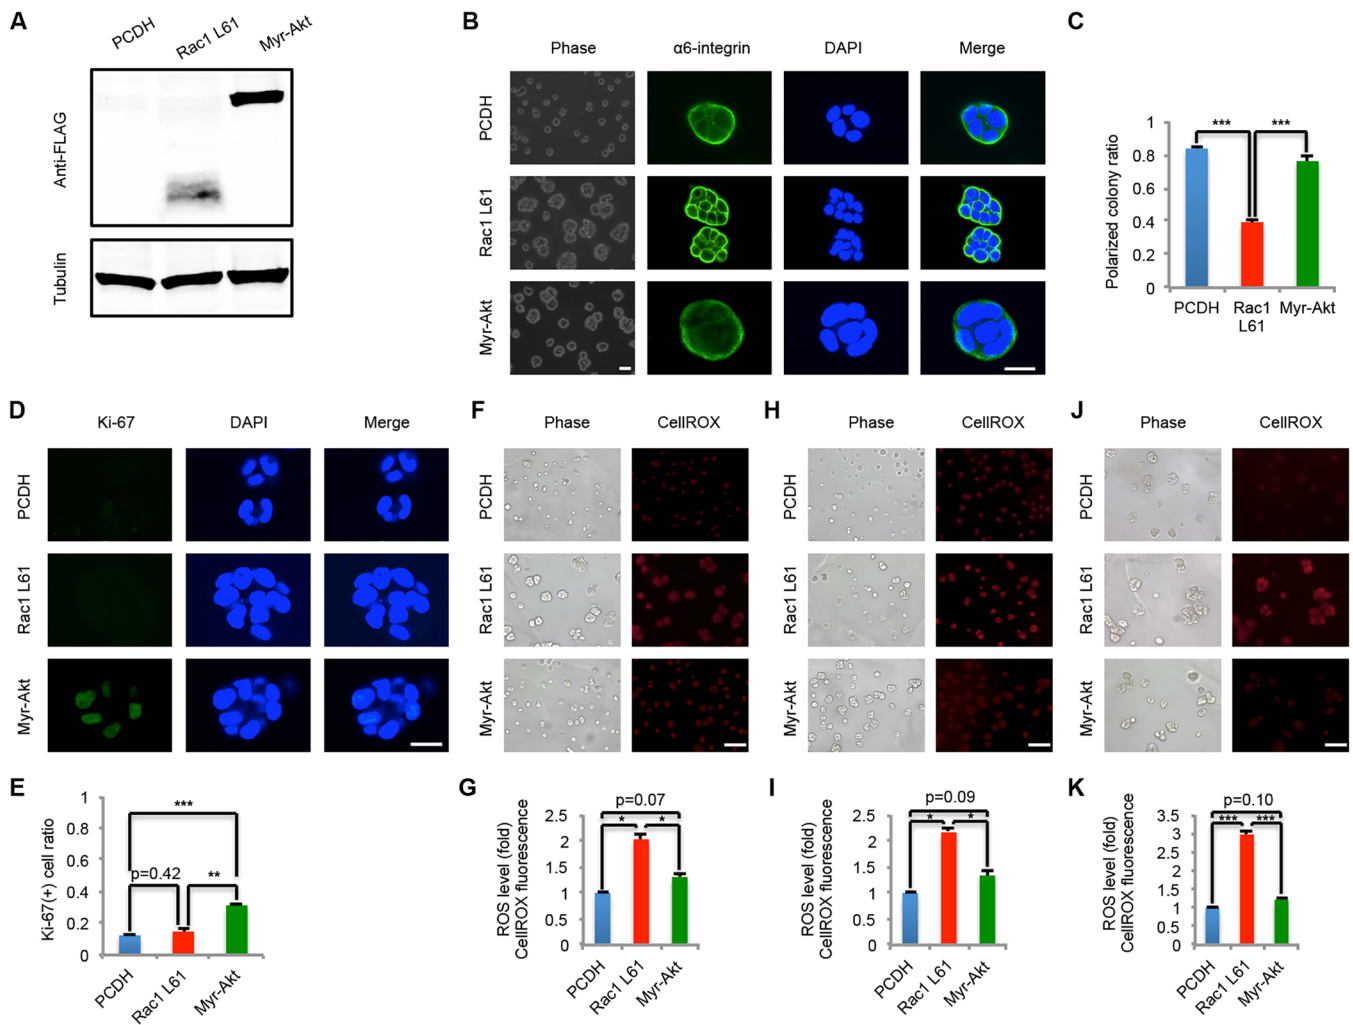 A
PCDH
Rac1 L61
Myr-Akt
Anti-FLAG
Tubulin
B
Phase
α6-integrin
DAPI
Merge
PCDH
Rac1 L61
Myr-Akt
C
Polarized colony ratio
1
0.8
0.6
0.4
0.2
0
***
***
PCDH
Rac1
L61
Myr-Akt
D
Ki-67
DAPI
Merge
PCDH
Rac1 L61
Myr-Akt
F
Phase
CellROX
PCDH
Rac1 L61
Myr-Akt
H
Phase
CellROX
PCDH
Rac1 L61
Myr-Akt
J
Phase
CellROX
PCDH
Rac1 L61
Myr-Akt
E
Ki-67(+) cell ratio
1
0.8
0.6
0.4
0.2
0
***
p=0.42
**
PCDH
Rac1 L61
Myr-Akt
G
ROS level (fold)
CellROX fluorescence
2.5
2
1.5
1
0.5
0
p=0.07
*
*
PCDH
Rac1 L61
Myr-Akt
I
ROS level (fold)
CellROX fluorescence
2.5
2
1.5
1
0.5
0
p=0.09
*
*
PCDH
Rac1 L61
Myr-Akt
K
ROS level (fold)
CellROX fluorescence
3.5
3
2.5
2
1.5
1
0.5
0
p=0.10
***
***
PCDH
Rac1 L61
Myr-Akt